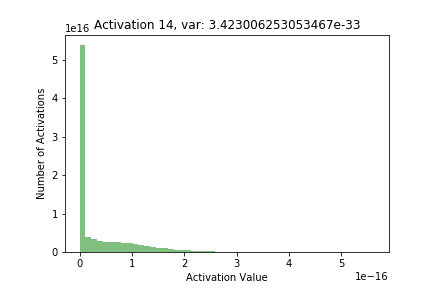 Activation 14, var: 3.423006253053467e-33
1e16
5
4
3
2
1
0
Number of Activations
0
1
2
3
4
5
1e−16
Activation Value